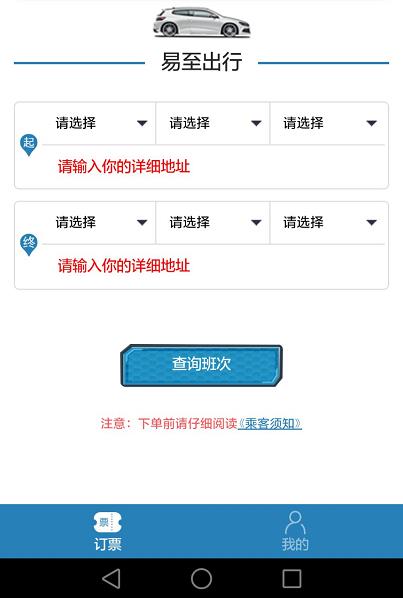 易至出行
请选择 请选择 请选择
起
请输入你的详细地址
请选择 请选择 请选择
终
请输入你的详细地址
查询班次
注意：下单前请仔细阅读《乘客须知》
票
订票 我的